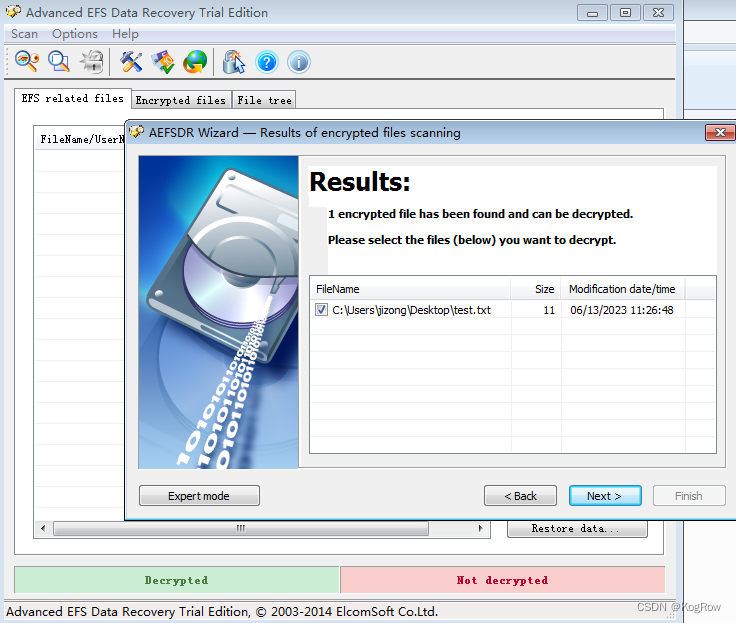 Advanced EFS Data Recovery Trial Edition
Scan Options Help
EFS related files Encrypted files File tree
FileName/UserN
AEFSDR Wizard — Results of encrypted files scanning
Results:
1 encrypted file has been found and can be decrypted.
Please select the files (below) you want to decrypt.
FileName Size Modification date/time
C:\Users\jizong\Desktop\test.txt 11 06/13/2023 11:26:48
Expert mode < Back Next > Finish
Restore data...
Decrypted Not decrypted
Advanced EFS Data Recovery Trial Edition, © 2003-2014 ElcomSoft Co.Ltd.
CSDN @KogRow